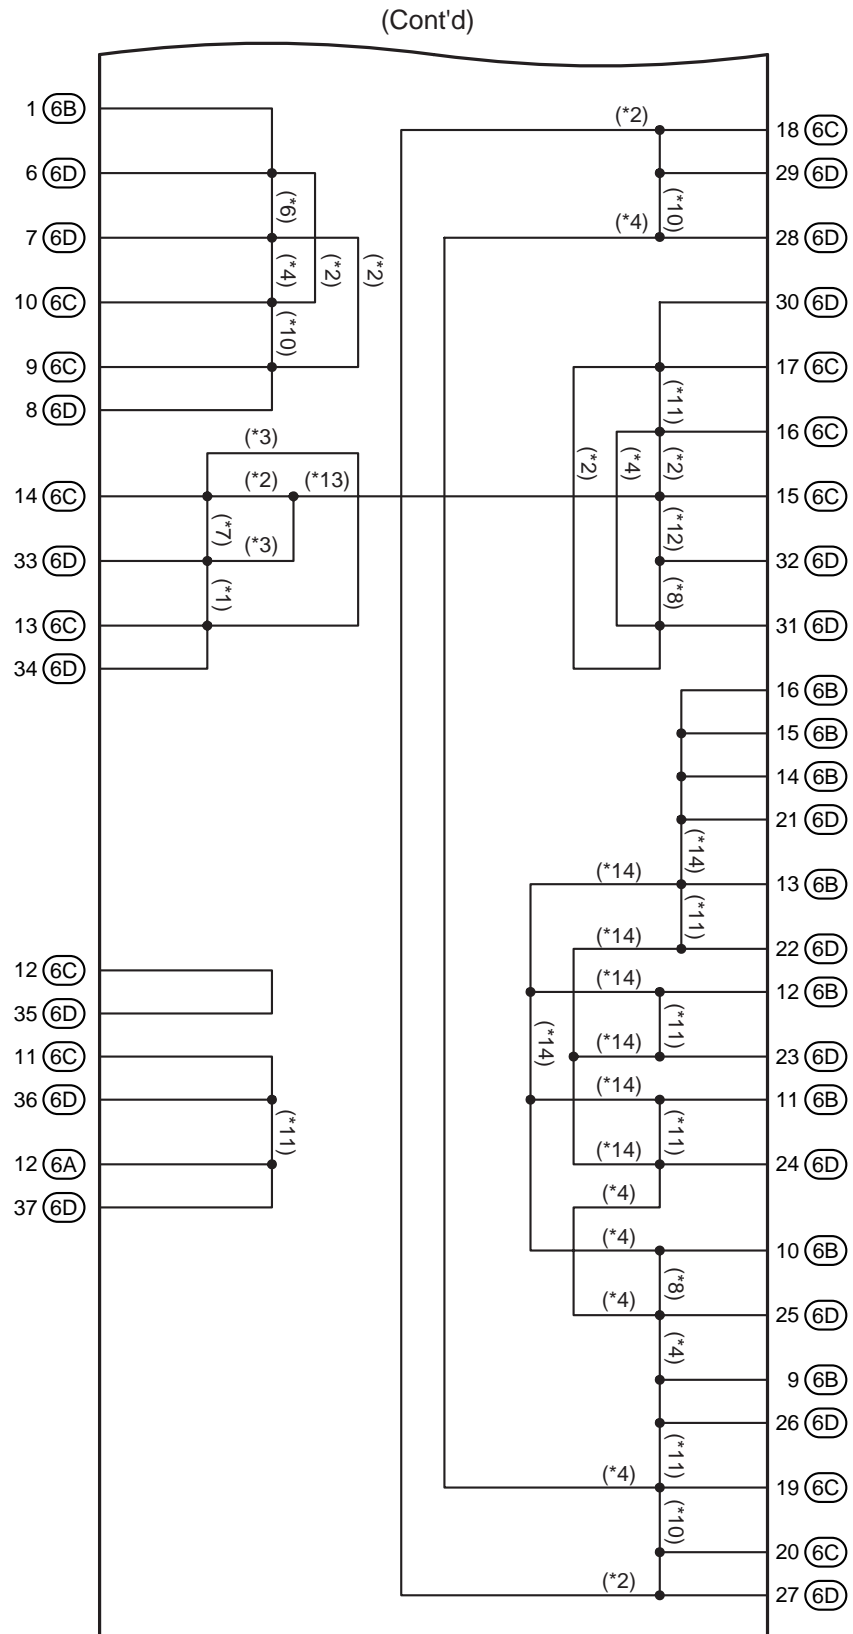 (Cont'd)
1 6B
(*2)
18 6C
6 6D
29 6D
(*6)
(*10)
7 6D
(*4)
28 6D
(*4)
(*2)
(*2)
10 6C
30 6D
(*10)
9 6C
17 6C
8 6D
(*11)
(*3)
16 6C
(*2)
(*4)
(*2)
14 6C
(*2)
(*13)
15 6C
(*7)
(*12)
33 6D
(*3)
32 6D
(*1)
(*8)
13 6C
31 6D
34 6D
16 6B
15 6B
14 6B
21 6D
(*14)
(*14)
13 6B
(*11)
(*14)
22 6D
12 6C
(*14)
12 6B
35 6D
(*14)
(*11)
(*14)
11 6C
23 6D
36 6D
(*14)
11 6B
(*11)
(*11)
12 6A
(*14)
24 6D
37 6D
(*4)
(*4)
10 6B
(*8)
(*4)
25 6D
(*4)
9 6B
26 6D
(*11)
(*4)
19 6C
(*10)
20 6C
(*2)
27 6D